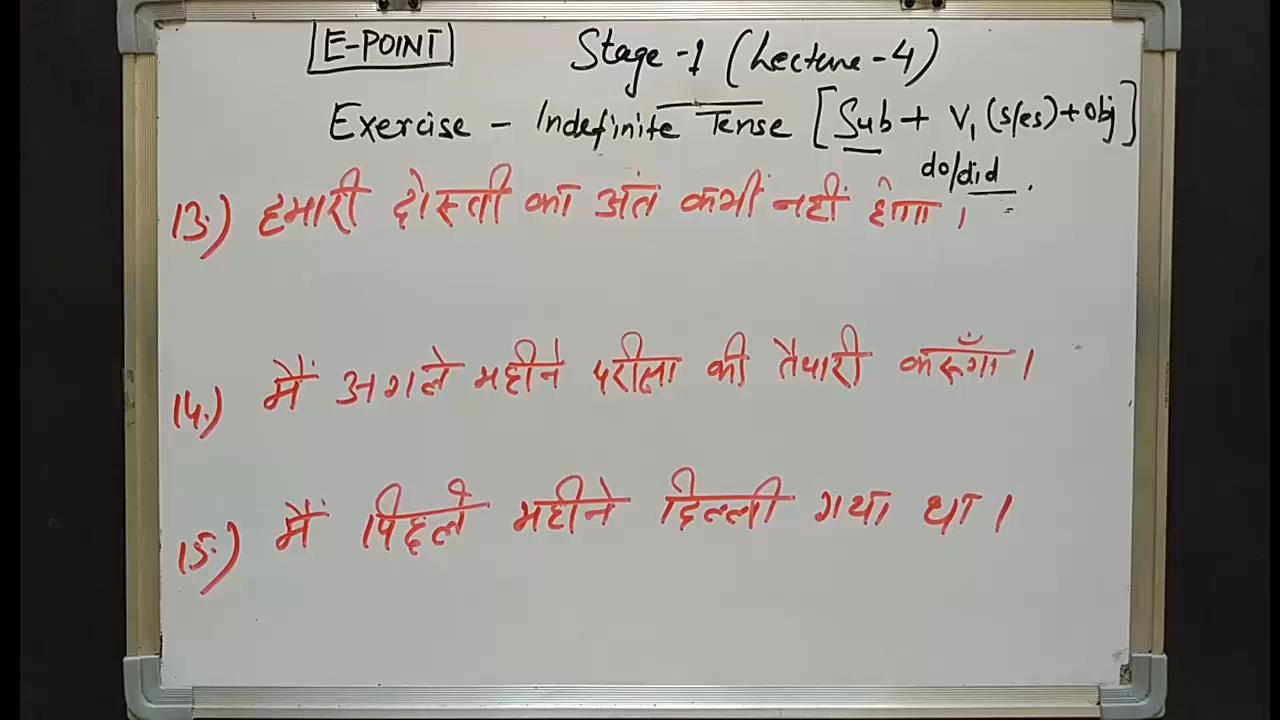 E-POINT Stage-1 (Lecture-4)
Exercise - Indefinite Tense [Sub + V₁ (s/es) + Obj]
do/did
13.) हमारी दोस्ती का अंत कभी नहीं होगा ।
14.) मैं अगले महीने परीक्षा की तैयारी करूँगा ।
15.) मैं पिछले महीने दिल्ली गया था ।